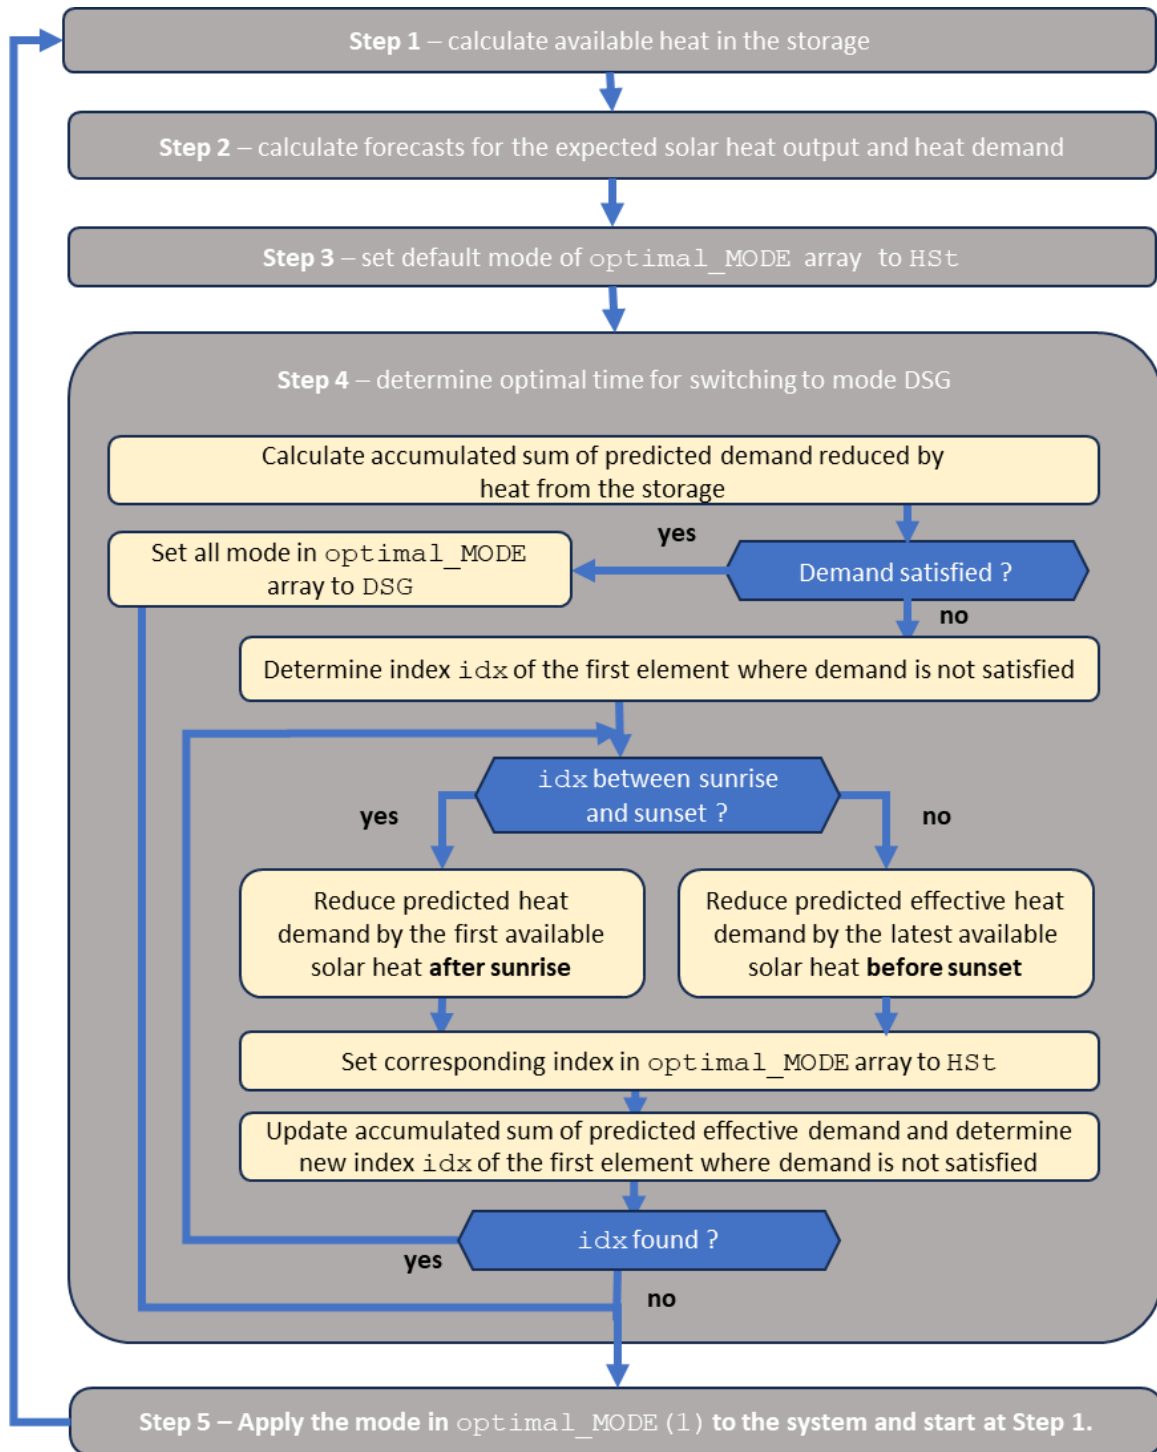 Step 1 – calculate available heat in the storage
Step 2 – calculate forecasts for the expected solar heat output and heat demand
Step 3 – set default mode of optimal_MODE array to HSt
Step 4 – determine optimal time for switching to mode DSG
Calculate accumulated sum of predicted demand reduced by
heat from the storage
yes
Set all mode in optimal_MODE
array to DSG
Demand satisfied ?
no
Determine index idx of the first element where demand is not satisfied
idx between sunrise
and sunset ?
yes
no
Reduce predicted heat
demand by the first available
solar heat after sunrise
Reduce predicted effective heat
demand by the latest available
solar heat before sunset
Set corresponding index in optimal_MODE array to HSt
Update accumulated sum of predicted effective demand and determine
new index idx of the first element where demand is not satisfied
idx found ?
yes
no
Step 5 – Apply the mode in optimal_MODE(1) to the system and start at Step 1.